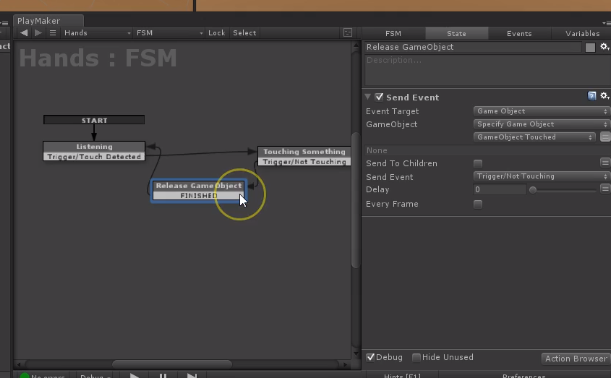 PlayMaker
Hands FSM Lock Select
FSM State Events Variables
Hands : FSM
START
Listening
Trigger/Touch Detected
Touching Something
Trigger/Not Touching
Release GameObject
FINISHED
Release GameObject
Description...
Send Event
Event Target Game Object
GameObject Specify Game Object
GameObject Touched
None
Send To Children
Send Event Trigger/Not Touching
Delay 0
Every Frame
Debug Hide Unused Action Browser
No errors Debug Hints [F1] Preferences